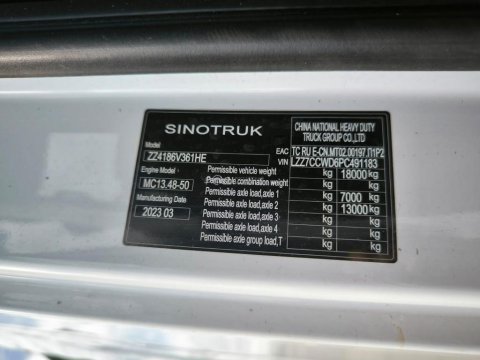 SINOTRUK
CHINA NATIONAL HEAVY DUTY
TRUCK GROUP CO.,LTD
Model
ZZ4186V361HE
EAC TC RU E-CN.MT02.00197.П1Р2
VIN LZZ7CCWD6PC491183
Engine Model
MC13.48-50
Manufacturing Date
2023 03
Permissible vehicle weight kg 18000 kg
Permissible combination weight kg kg
Permissible axle load,axle 1 kg 7000 kg
Permissible axle load,axle 2 kg 13000 kg
Permissible axle load,axle 3 kg kg
Permissible axle load,axle 4 kg kg
Permissible axle group load,T kg kg